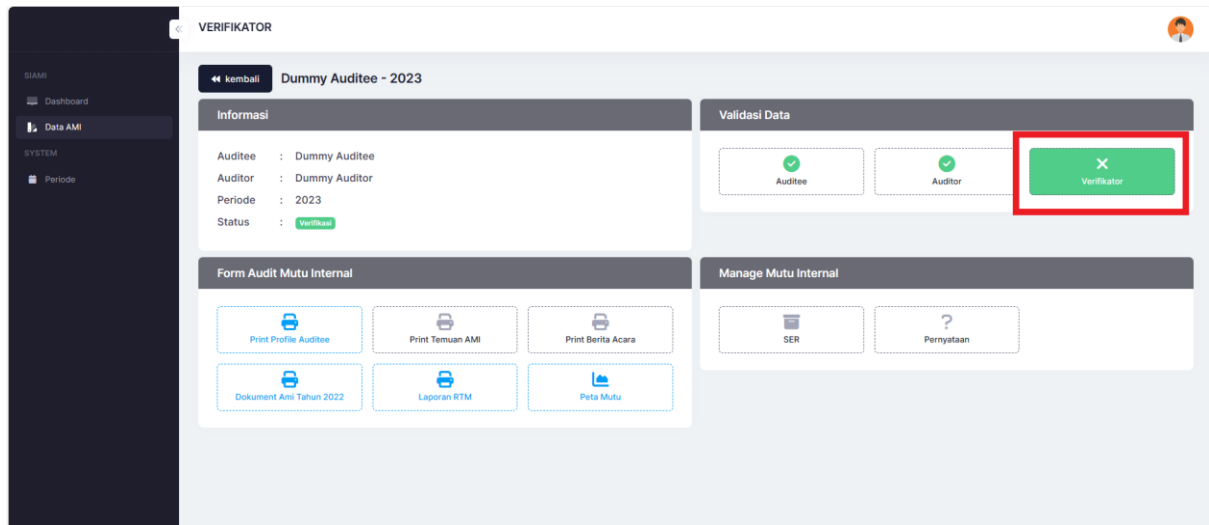 VERIFIKATOR
SIAMI
Dashboard
Data AMI
SYSTEM
Periode
kembali
Dummy Auditee - 2023
Informasi
Auditee : Dummy Auditee
Auditor : Dummy Auditor
Periode : 2023
Status : Verifikasi
Validasi Data
Auditee
Auditor
Verifikator
Form Audit Mutu Internal
Print Profile Auditee
Print Temuan AMI
Print Berita Acara
Dokument Ami Tahun 2022
Laporan RTM
Peta Mutu
Manage Mutu Internal
SER
Pernyataan